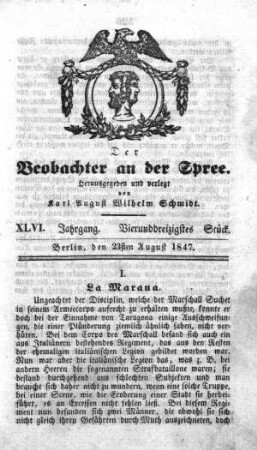 Der
Beobachter an der Spree.
Herausgegeben und verlegt
von
Karl August Wilhelm Schmidt.
XLVI. Jahrgang. Vierunddreißigstes Stück.
Berlin, den 23sten August 1847.
I.
La Marana.
Ungeachtet der Disciplin, welche der Marschall Suchet
in seinem Armeecorps aufrecht zu erhalten wußte, konnte er
doch bei der Einnahme von Taragona einige Ausschweifun-
gen, die einer Plünderung ziemlich ähnlich sahen, nicht ver-
hüten. Bei dem Corps des Marschall befand sich auch ein
aus Italiänern bestehendes Regiment, das aus den Resten
der ehemaligen italiänischen Legion gebildet worden war.
Nun war aber die italiänische Legion das, was z. B. bei
andern Heeren die sogenannten Strafbataillone waren; sie
bestand durchgehends aus schlechten Subjecten und man
braucht sich daher nicht zu wundern, wenn eine solche Truppe,
bei einer Scene, wie die Eroberung einer Stadt sie herbei-
führt, es an Excessen nicht fehlen ließ. Bei diesem Regi-
ment nun befanden sich zwei Männer, die obwohl sie sich
nicht gleich ihrer Gefährten durch Muth auszeichneten, doch